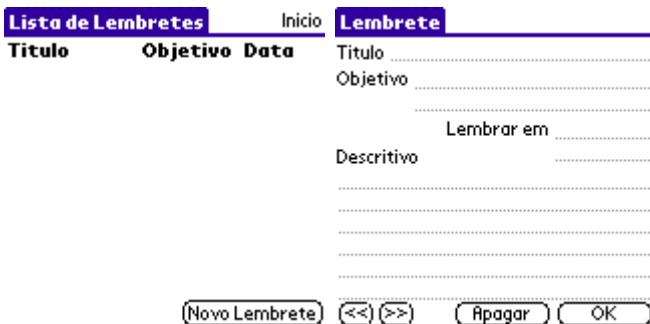 Lista de Lembretes Inicio
Titulo Objetivo Data
(Novo Lembrete)
Lembrete
Titulo
Objetivo
Lembrar em
Descritivo
<< >> Apagar OK